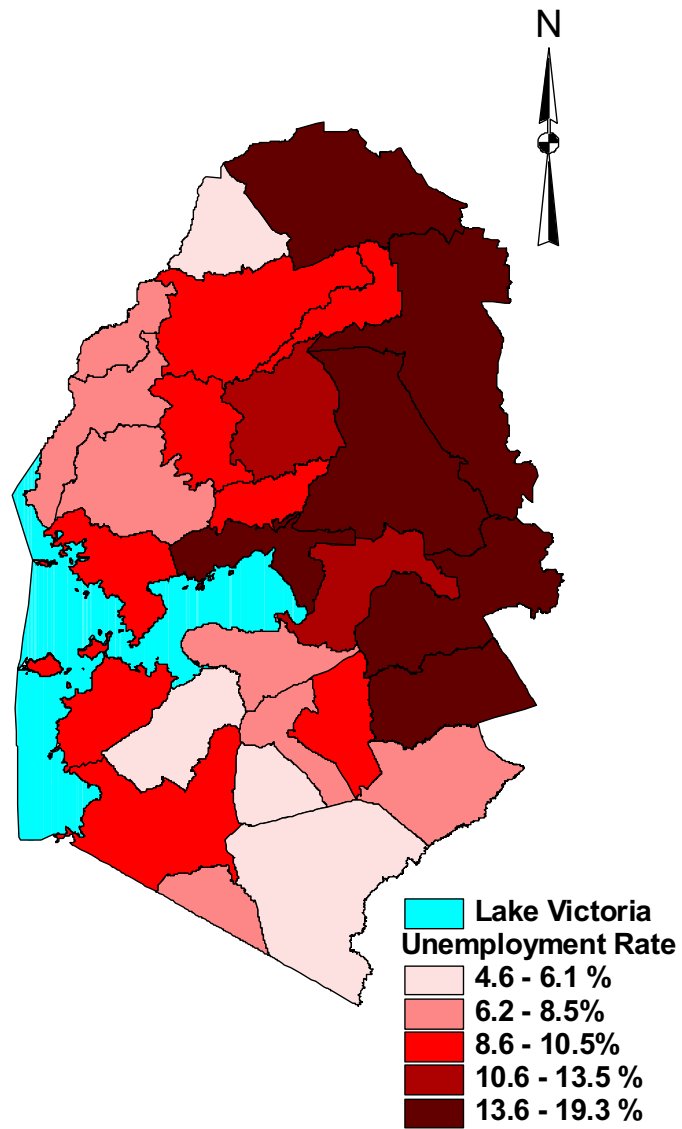 N
Lake Victoria
Unemployment Rate
4.6 - 6.1 %
6.2 - 8.5%
8.6 - 10.5%
10.6 - 13.5 %
13.6 - 19.3 %